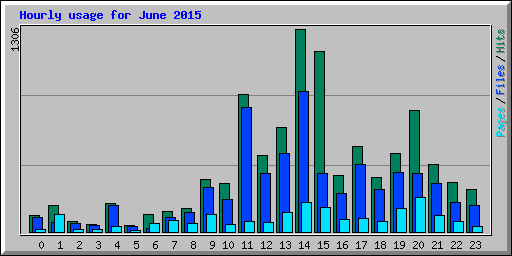 Hourly usage for June 2015
1306
Pages/Files/Hits
0 1 2 3 4 5 6 7 8 9 10 11 12 13 14 15 16 17 18 19 20 21 22 23